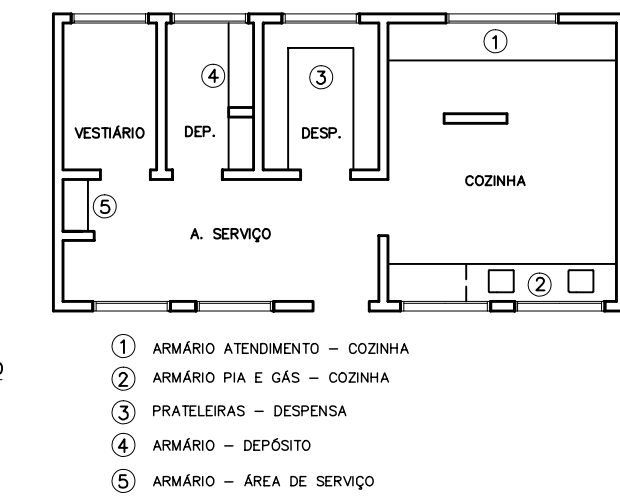 1
4
3
VESTIÁRIO
DEP.
DESP.
COZINHA
5
A. SERVIÇO
2
1 ARMÁRIO ATENDIMENTO – COZINHA
2 ARMÁRIO PIA E GÁS – COZINHA
3 PRATELEIRAS – DESPENSA
4 ARMÁRIO – DEPÓSITO
5 ARMÁRIO – ÁREA DE SERVIÇO